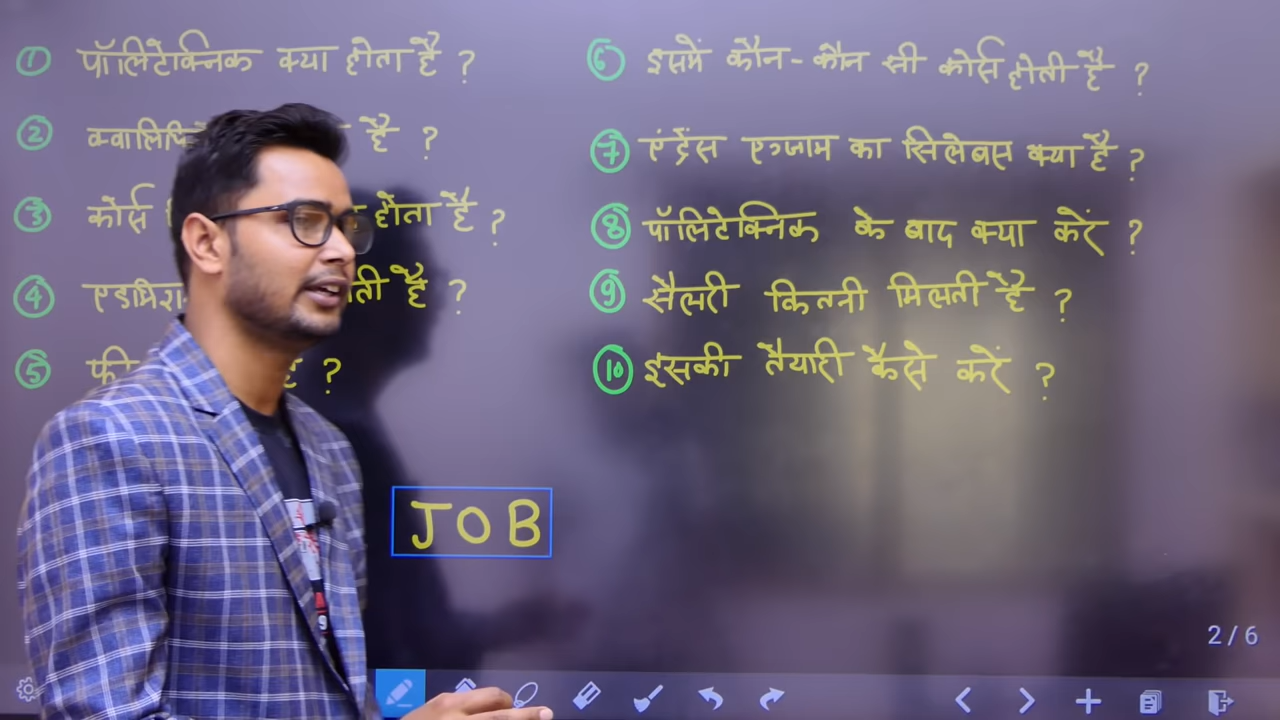 ① पॉलिटेक्निक क्या होता है ?
② है ?
③ कोर्स होता है ?
④ है ?
⑤ ?
⑥ इसमें कौन-कौन सी कोर्स होती है ?
⑦ एंट्रेंस एग्जाम का सिलेबस क्या है ?
⑧ पॉलिटेक्निक के बाद क्या करें ?
⑨ सैलरी कितनी मिलती है ?
⑩ इसकी तैयारी कैसे करें ?
JOB
2/6